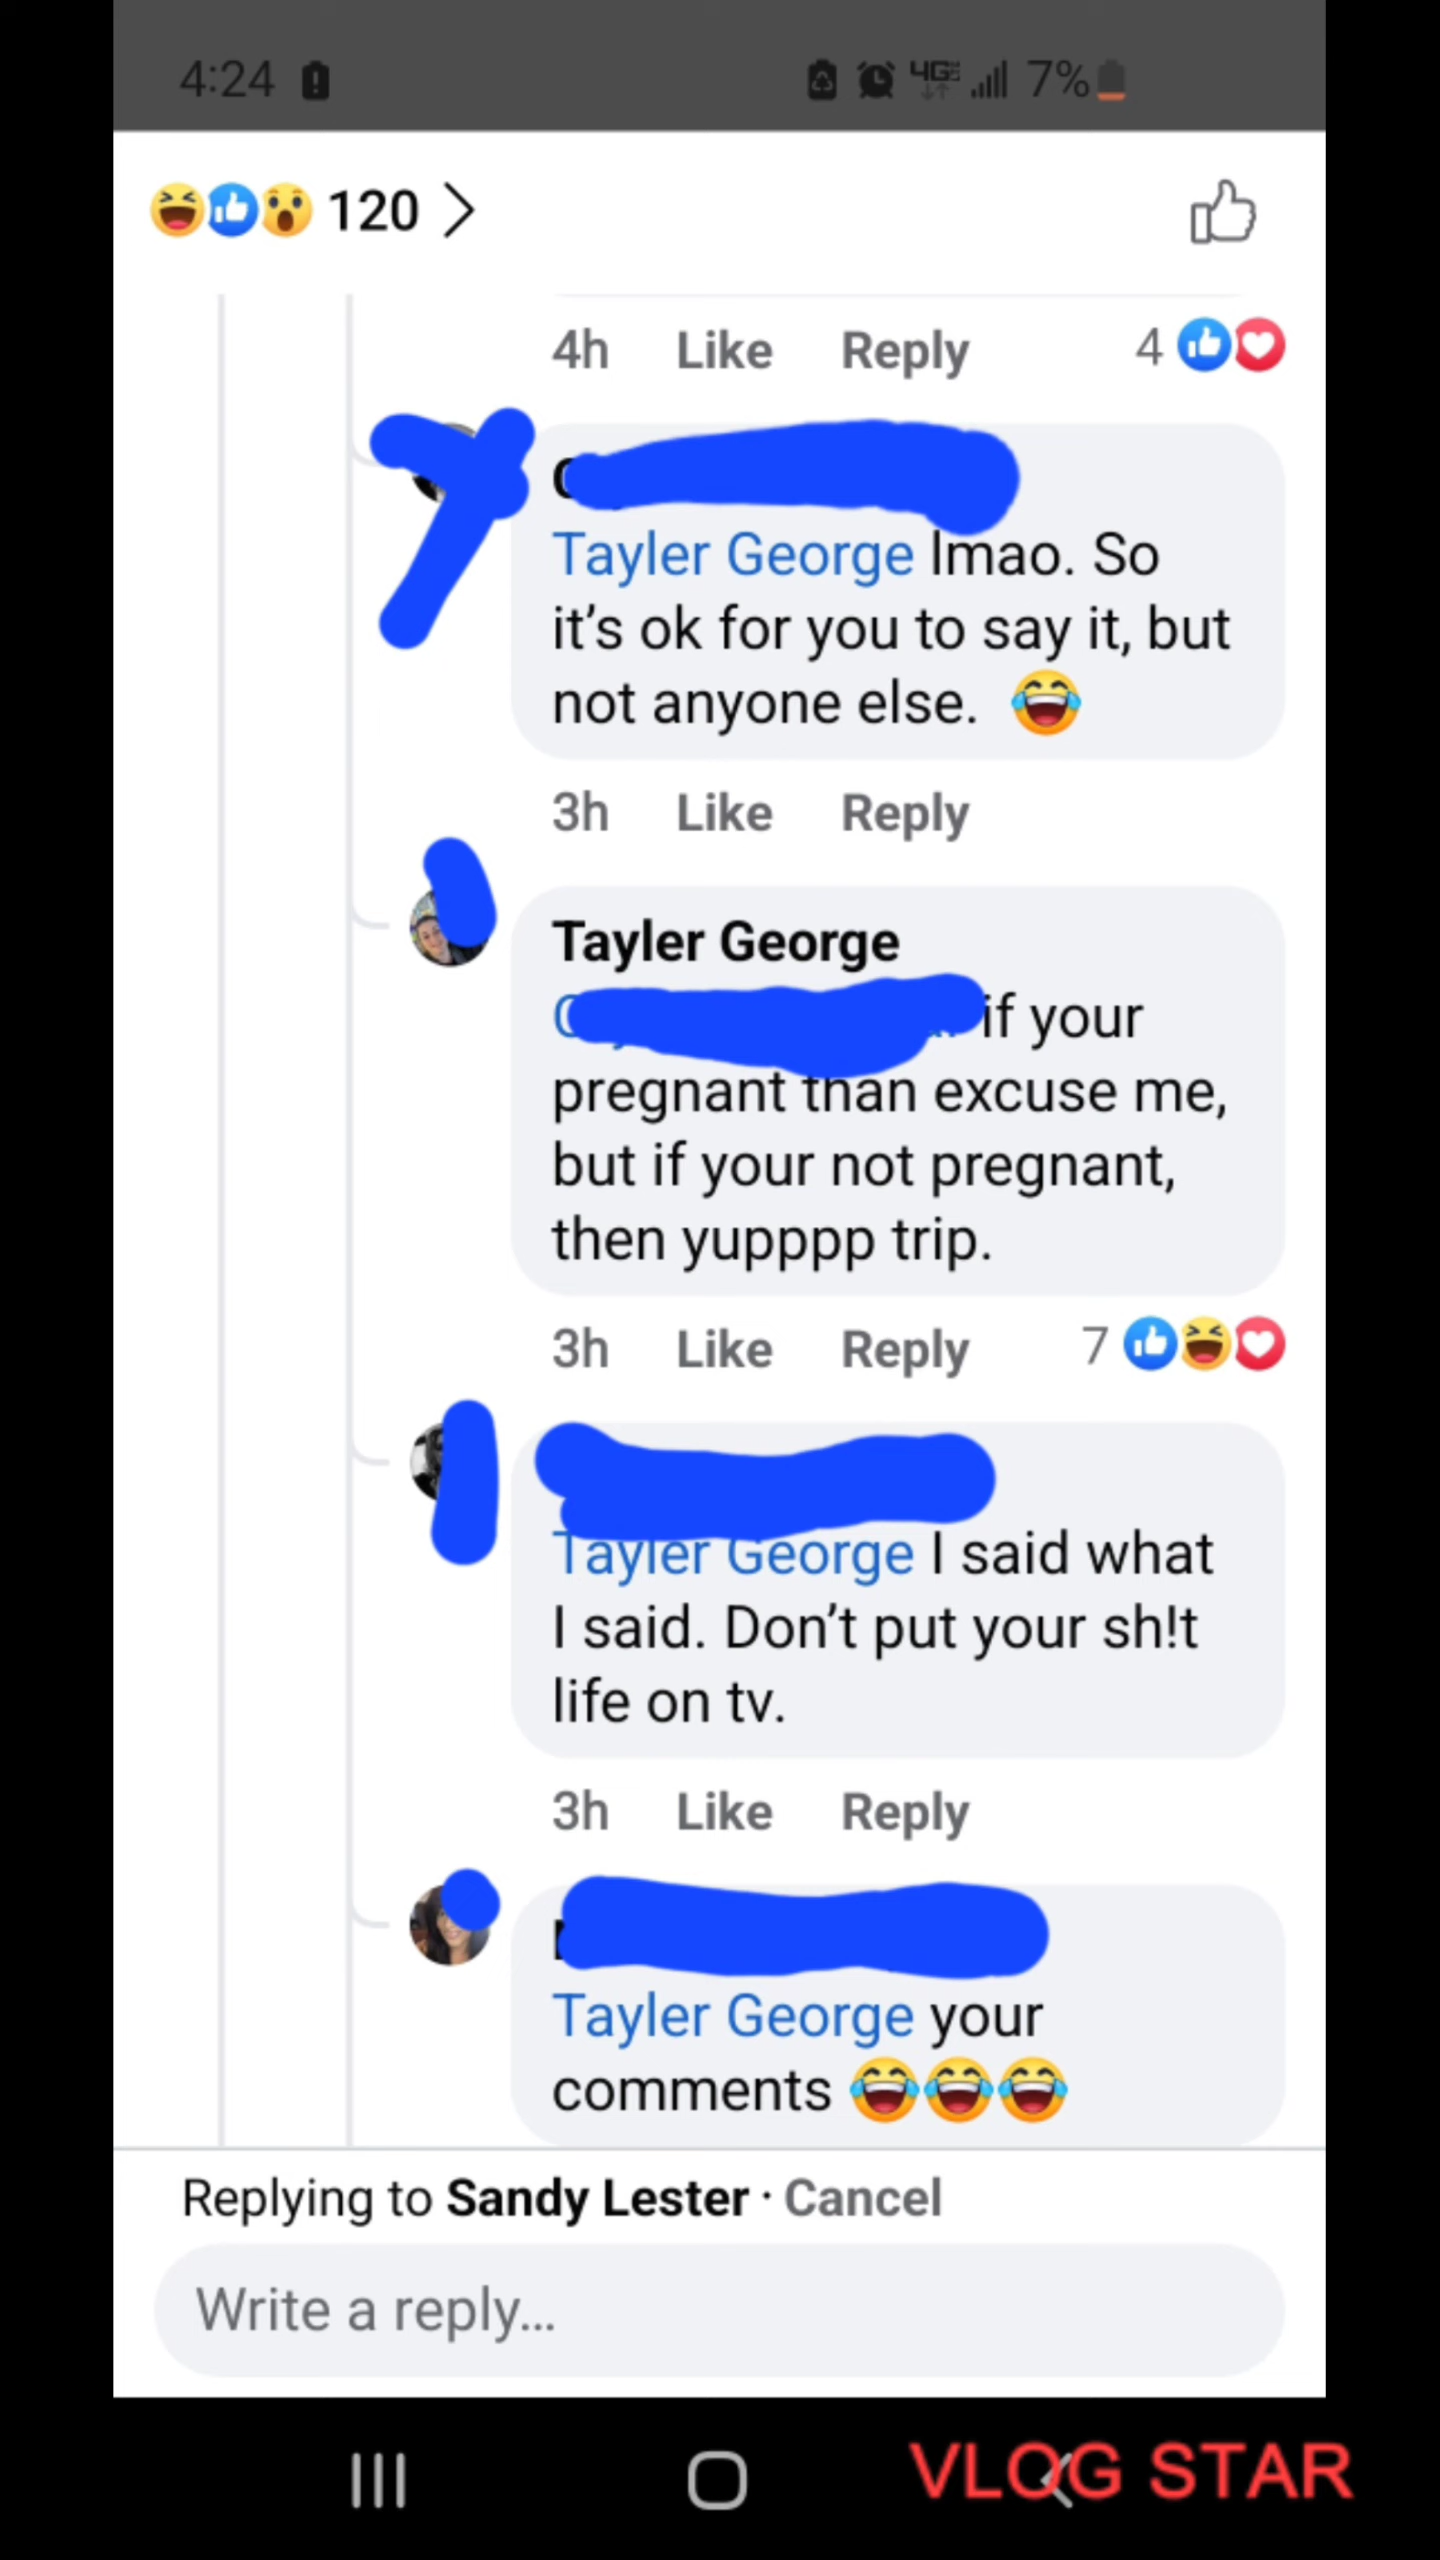 4:24 4G 7%
120
4h Like Reply 4
Tayler George lmao. So
it's ok for you to say it, but
not anyone else. 😂
3h Like Reply
Tayler George
if your
pregnant than excuse me,
but if your not pregnant,
then yupppp trip.
3h Like Reply 7
Tayler George I said what
I said. Don't put your sh!t
life on tv.
3h Like Reply
Tayler George your
comments 😂😂😂
Replying to Sandy Lester · Cancel
Write a reply...
VLOG STAR